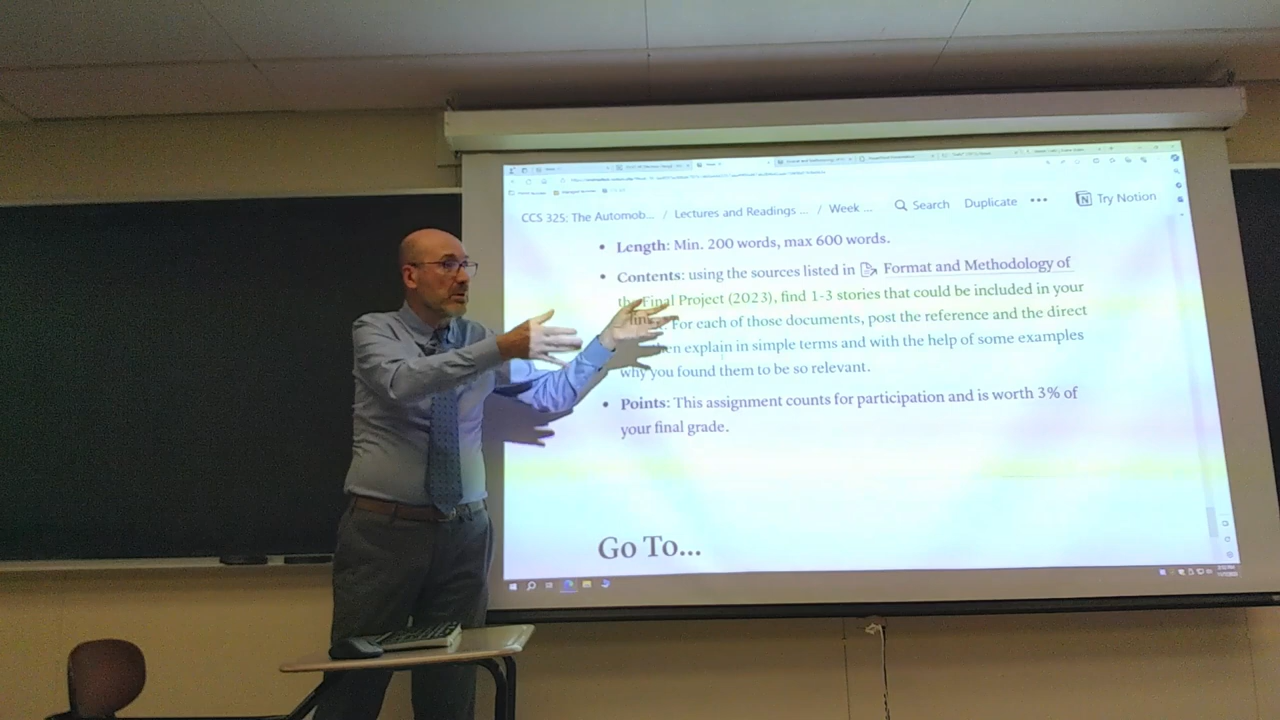 CCS 325: The Automob... / Lectures and Readings ... / Week ... Search Duplicate ••• Try Notion
• Length: Min. 200 words, max 600 words.
• Contents: using the sources listed in Format and Methodology of
the Final Project (2023), find 1-3 stories that could be included in your
For each of those documents, post the reference and the direct
explain in simple terms and with the help of some examples
why you found them to be so relevant.
• Points: This assignment counts for participation and is worth 3% of
your final grade.
Go To...